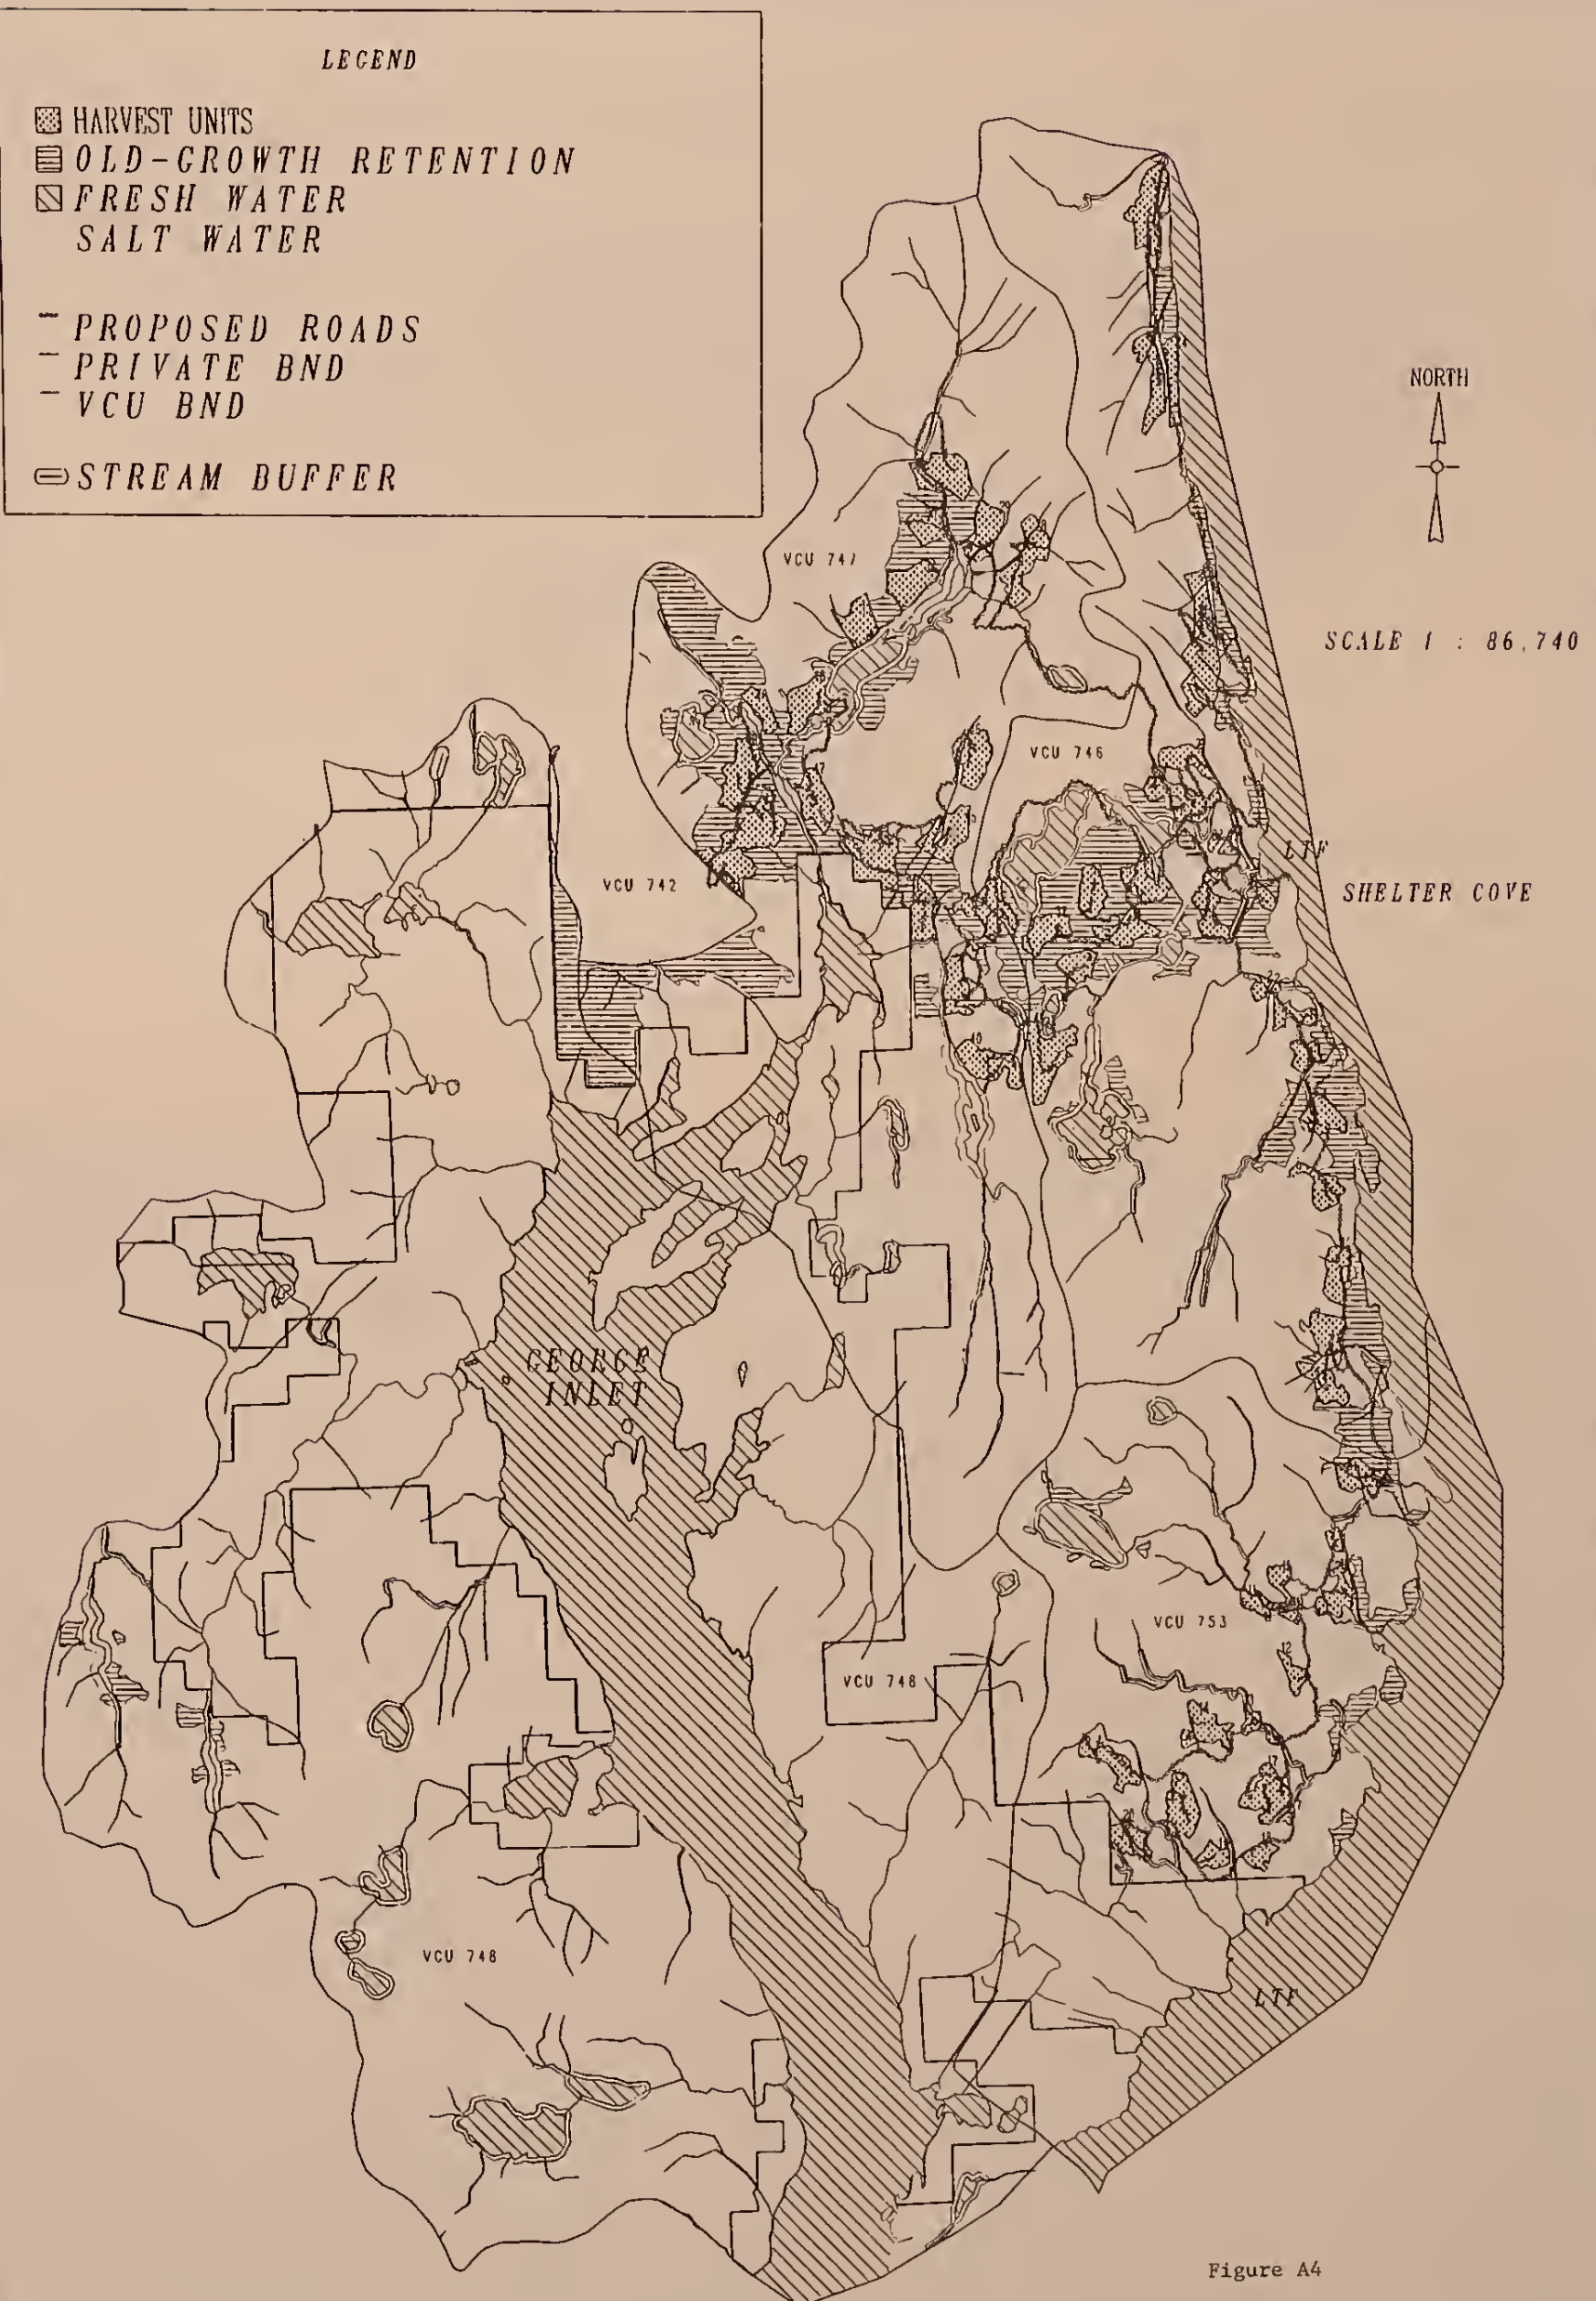 LEGEND
HARVEST UNITS
OLD-GROWTH RETENTION
FRESH WATER
SALT WATER
PROPOSED ROADS
PRIVATE BND
VCU BND
STREAM BUFFER
NORTH
SCALE 1 : 86,740
VCU 747
VCU 746
VCU 742
LTF
SHELTER COVE
GEORGE
INLET
VCU 753
VCU 748
VCU 748
LTF
Figure A4